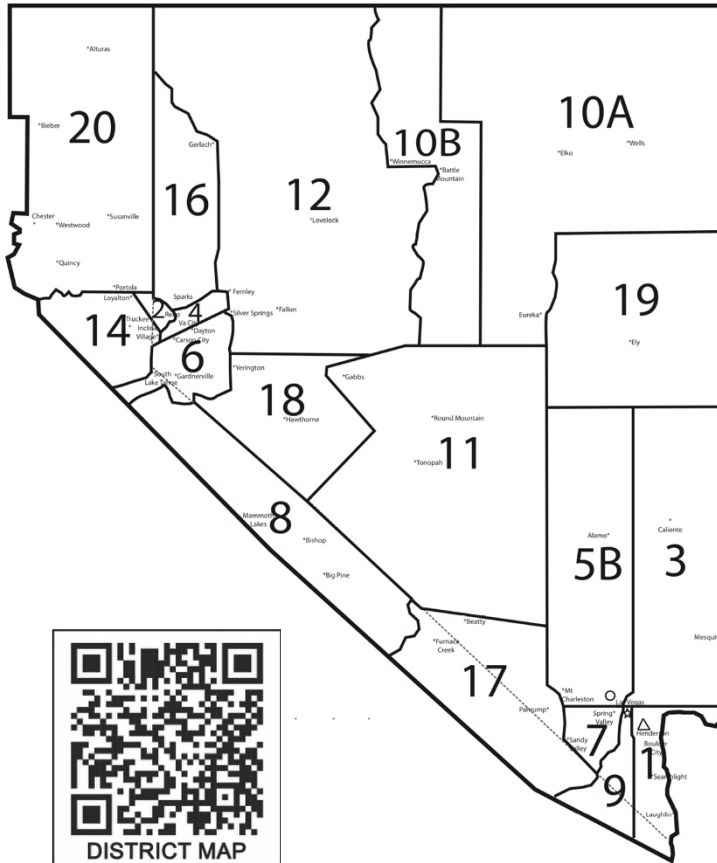 *Alturas
20
*Bieber
10A
*Wells
*Elko
10B
Gerlach*
*Winnemucca
*Battle
Mountain
16
12
Chester
*
*Westwood
*Susanville
*Lovelock
*Quincy
*Portola
Loyalton*
Sparks
* Fernley
19
2
Reno
4
Va City
*Silver Springs
*Fallon
Eureka*
Truckee
*
Incline
Village*
*Dayton
*Carson City
14
6
*Ely
*South
Lake Tahoe
*Gardnerville
*Yerington
*Gabbs
18
*Hawthorne
*Round Mountain
11
*Tonopah
8
Mammoth
Lakes
*Bishop
*
Caliente
Alamo*
5B
3
*Big Pine
*Beatty
*Furnace
Creek
17
*Mt
Charleston
Las Vegas
Spring*
Valley
Pahrump*
7
*Sandy
Valley
Henderson
Boulder
City
1
*Searchlight
9
Laughlin*
DISTRICT MAP